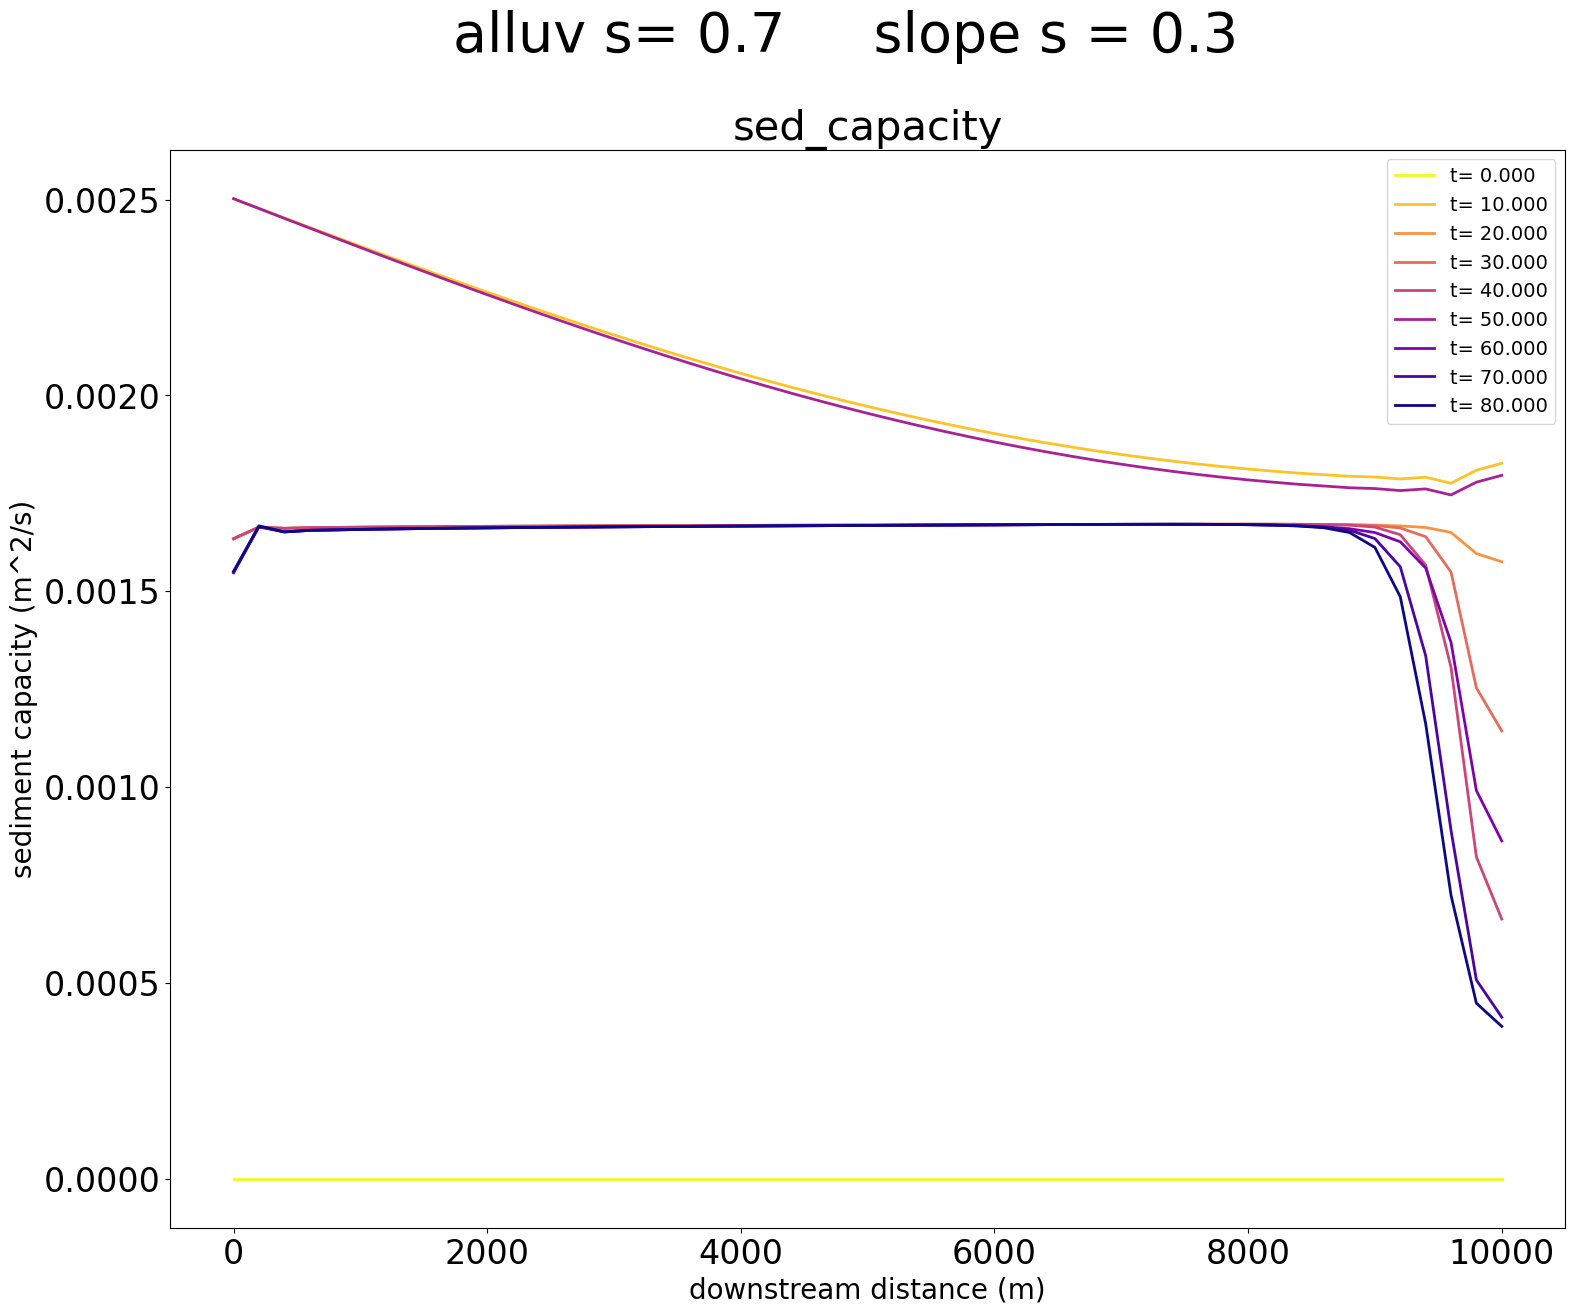 alluv s= 0.7     slope s = 0.3
sed_capacity
t= 0.000
t= 10.000
t= 20.000
t= 30.000
t= 40.000
t= 50.000
t= 60.000
t= 70.000
t= 80.000
sediment capacity (m^2/s)
0.0025
0.0020
0.0015
0.0010
0.0005
0.0000
0 2000 4000 6000 8000 10000
downstream distance (m)